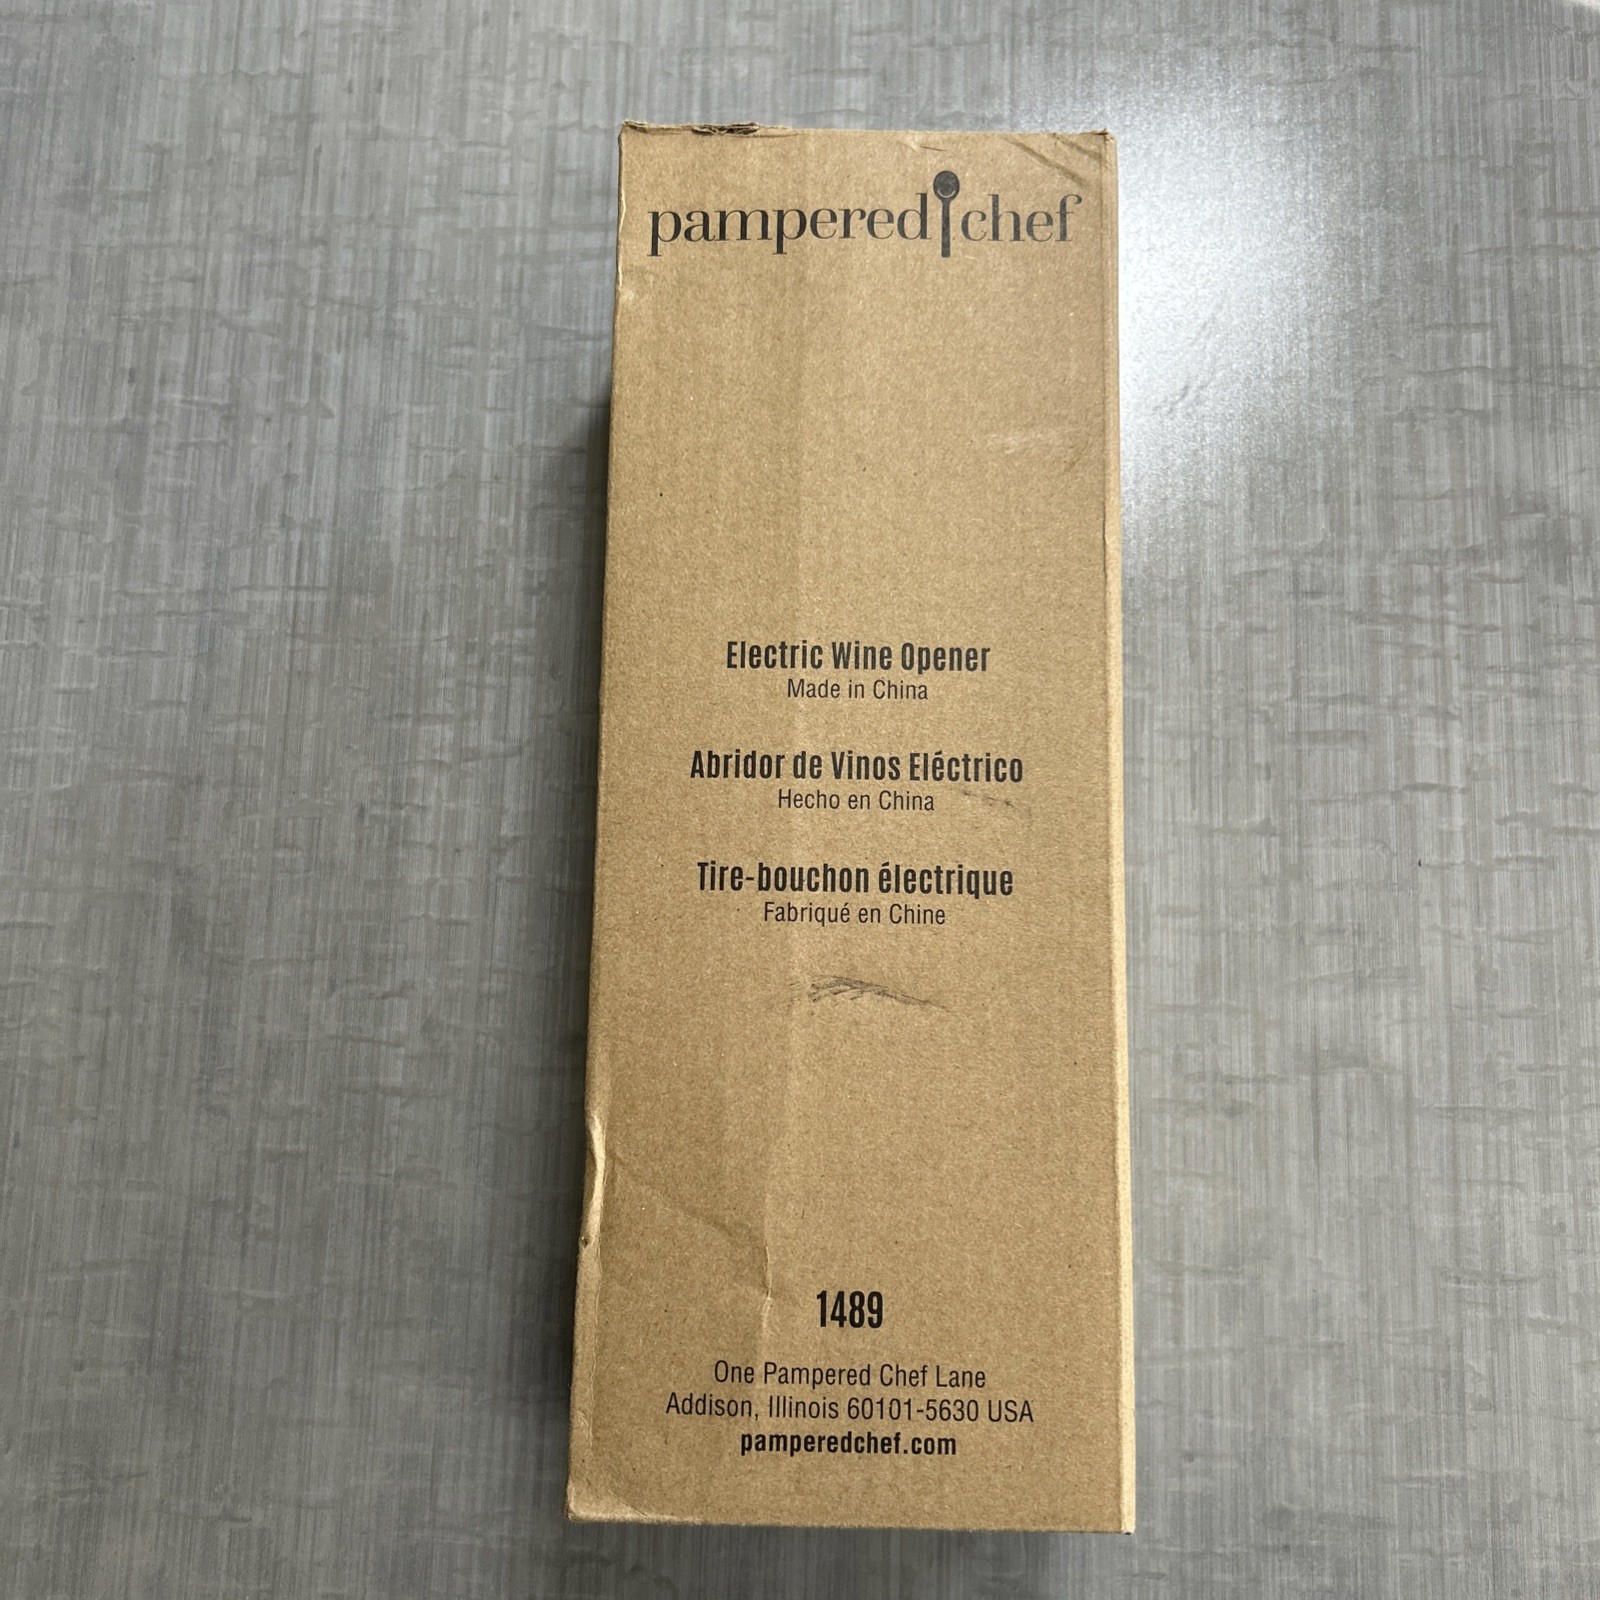 pampered chef
Electric Wine Opener
Made in China
Abridor de Vinos Eléctrico
Hecho en China
Tire-bouchon électrique
Fabriqué en Chine
1489
One Pampered Chef Lane
Addison, Illinois 60101-5630 USA
pamperedchef.com